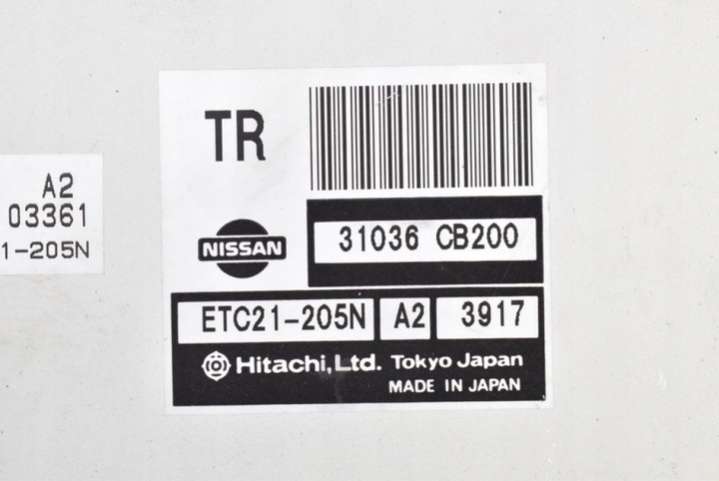 A2
03361
1-205N
TR
NISSAN
31036 CB200
ETC21-205N A2 3917
Hitachi, Ltd. Tokyo Japan
MADE IN JAPAN